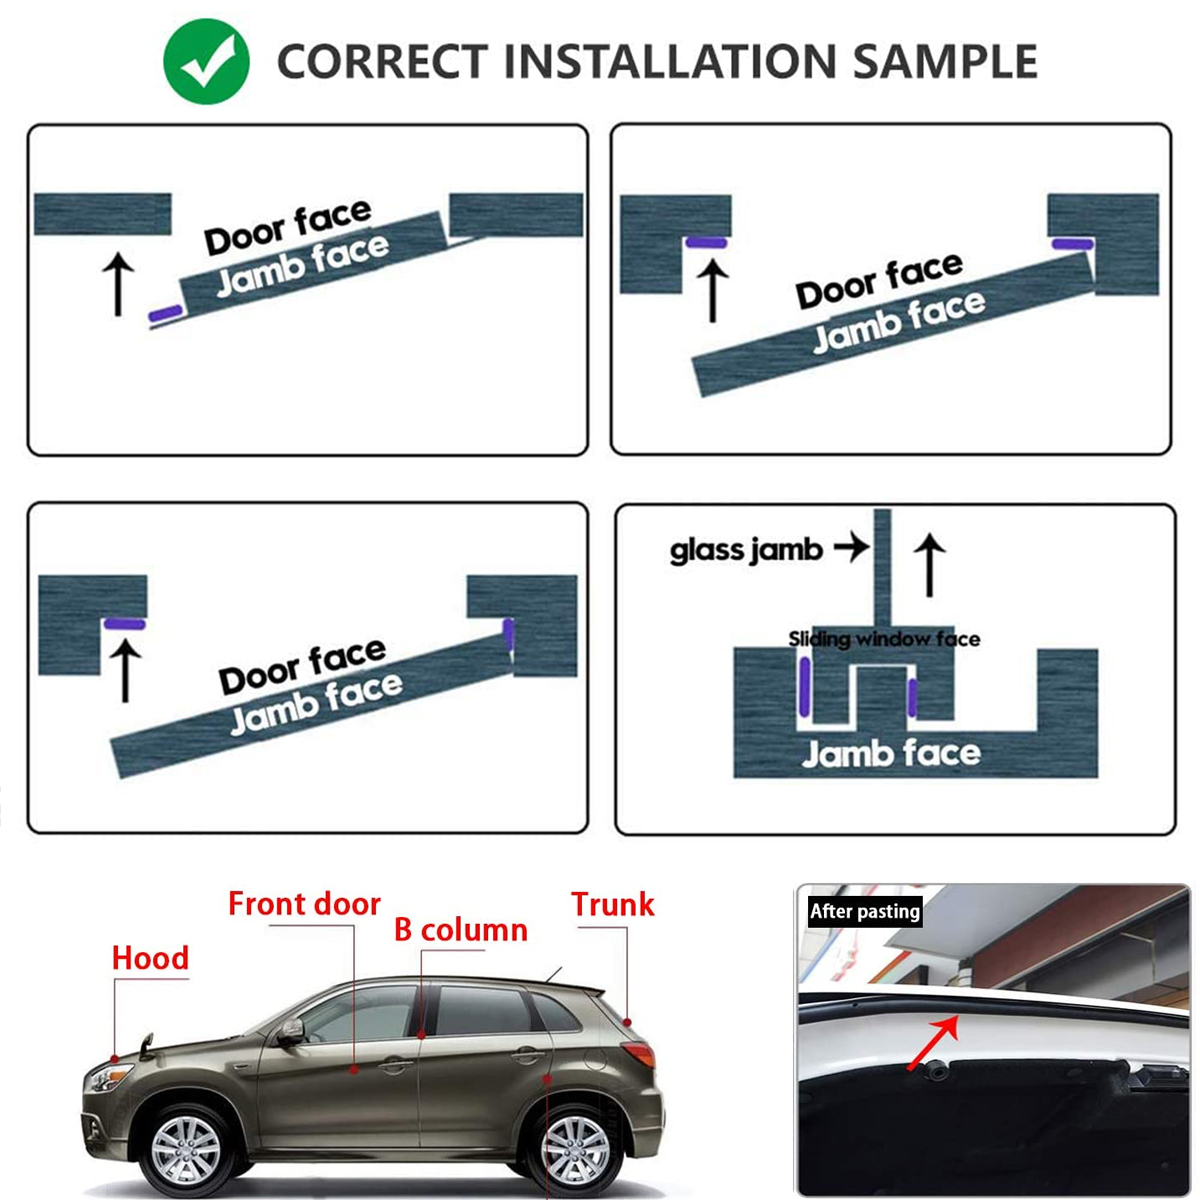 CORRECT INSTALLATION SAMPLE
Door face
Jamb face
Door face
Jamb face
Door face
Jamb face
glass jamb
Sliding window face
Jamb face
Front door
Trunk
B column
Hood
After pasting